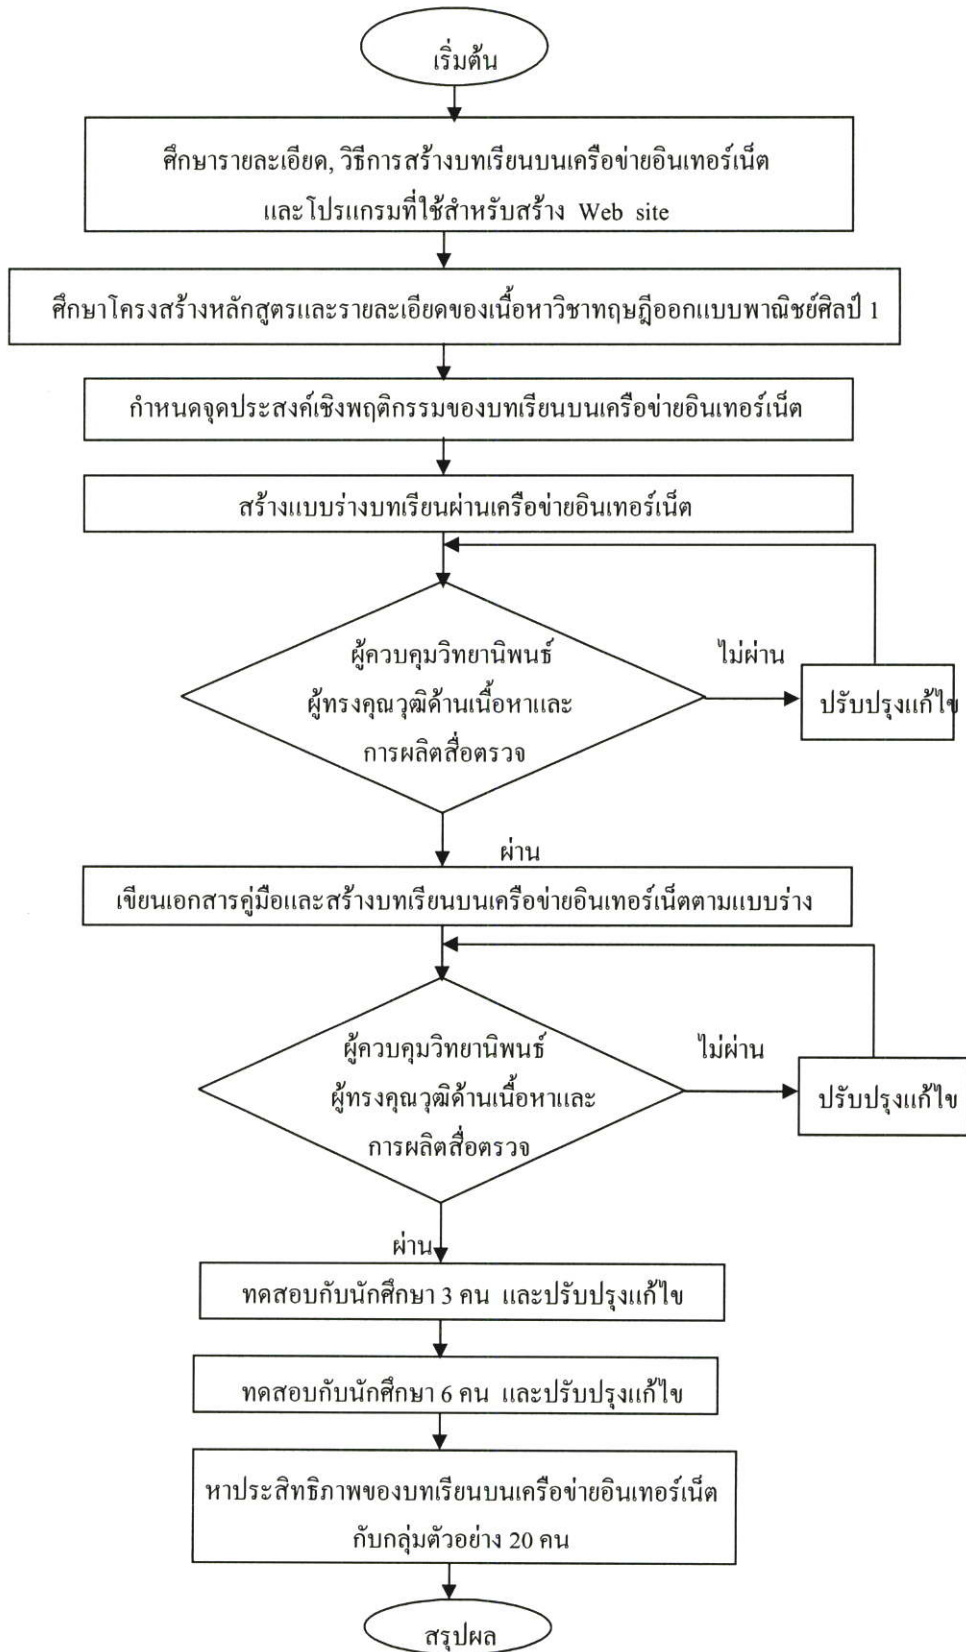 เริ่มต้น
ศึกษารายละเอียด, วิธีการสร้างบทเรียนบนเครือข่ายอินเทอร์เน็ต
และโปรแกรมที่ใช้สำหรับสร้าง Web site
ศึกษาโครงสร้างหลักสูตรและรายละเอียดของเนื้อหาวิชาทฤษฎีออกแบบพาณิชย์ศิลป์ 1
กำหนดจุดประสงค์เชิงพฤติกรรมของบทเรียนบนเครือข่ายอินเทอร์เน็ต
สร้างแบบร่างบทเรียนผ่านเครือข่ายอินเทอร์เน็ต
ผู้ควบคุมวิทยานิพนธ์
ผู้ทรงคุณวุฒิด้านเนื้อหาและ
การผลิตสื่อตรวจ
ไม่ผ่าน
ปรับปรุงแก้ไข
ผ่าน
เขียนเอกสารคู่มือและสร้างบทเรียนบนเครือข่ายอินเทอร์เน็ตตามแบบร่าง
ผู้ควบคุมวิทยานิพนธ์
ผู้ทรงคุณวุฒิด้านเนื้อหาและ
การผลิตสื่อตรวจ
ไม่ผ่าน
ปรับปรุงแก้ไข
ผ่าน
ทดสอบกับนักศึกษา 3 คน และปรับปรุงแก้ไข
ทดสอบกับนักศึกษา 6 คน และปรับปรุงแก้ไข
หาประสิทธิภาพของบทเรียนบนเครือข่ายอินเทอร์เน็ต
กับกลุ่มตัวอย่าง 20 คน
สรุปผล